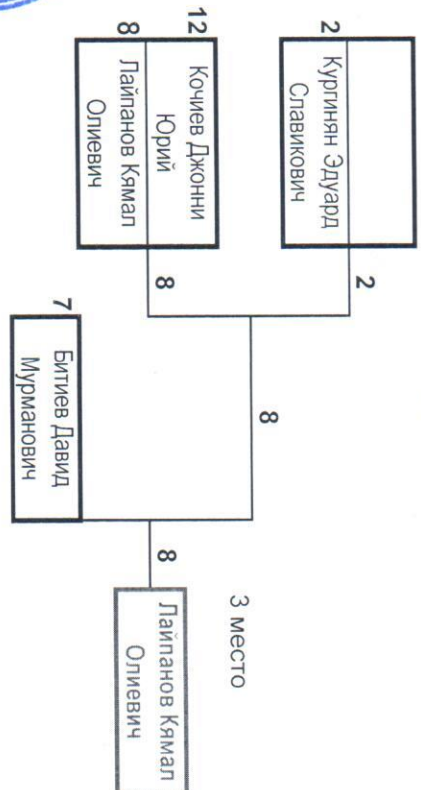 2
Кургинян Эдуард
Славикович
2
12
Кочиев Джонни
Юрий
8
Лайпанов Кямал
Олиевич
8
8
7
Битиев Давид
Мурманович
8
3 место
Лайпанов Кямал
Олиевич